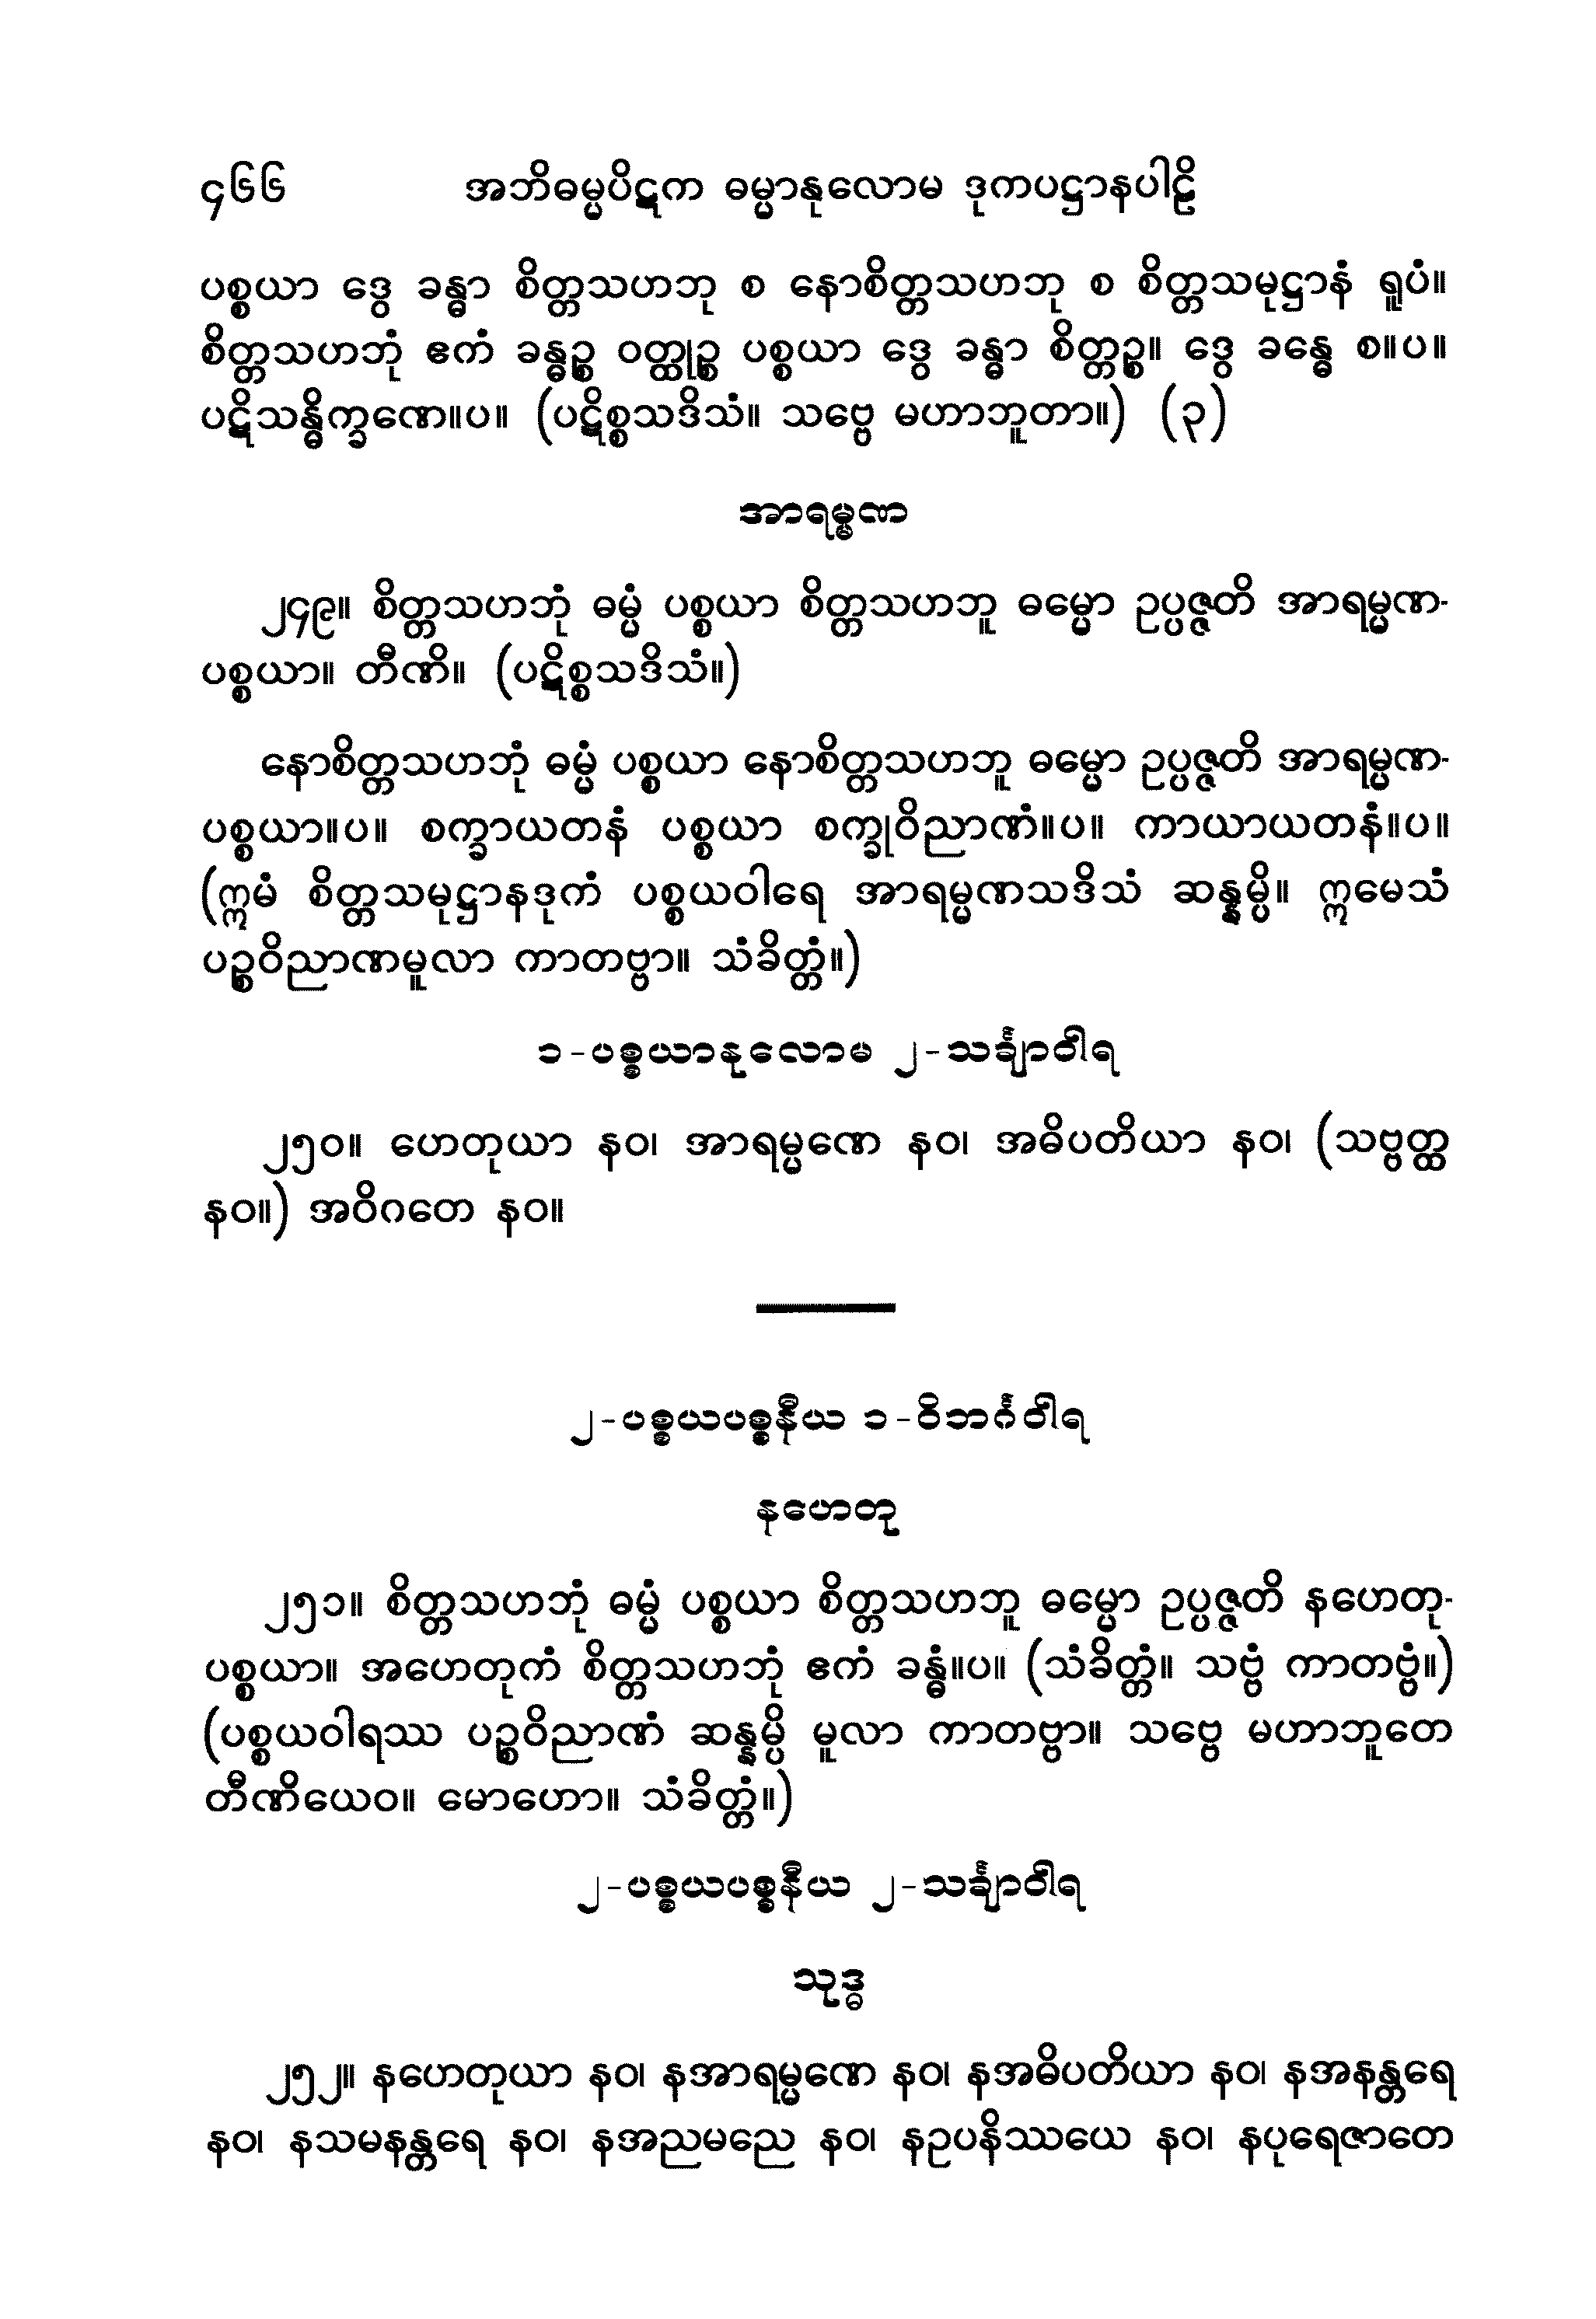 ၄၆၆ အဘိဓမ္မပိဋက ဓမ္မာနုလောမ ဒုကပဋ္ဌာနပါဠိ
ပစ္စယာ ဒွေ ခန္ဓာ စိတ္တသဟဘု စ နောစိတ္တသဟဘု စ စိတ္တသမုဋ္ဌာနံ ရူပံ။
စိတ္တသဟဘုံ ဧကံ ခန္ဓဉ္စ ဝတ္ထုဉ္စ ပစ္စယာ ဒွေ ခန္ဓာ စိတ္တဉ္စ။ ဒွေ ခန္ဓေ စ။ပ။
ပဋိသန္ဓိက္ခဏေ။ပ။ (ပဋိစ္စသဒိသံ။ သဗ္ဗေ မဟာဘူတာ။) (၃)
အာရမ္မဏ
၂၄၉။ စိတ္တသဟဘုံ ဓမ္မံ ပစ္စယာ စိတ္တသဟဘူ ဓမ္မော ဥပ္ပဇ္ဇတိ အာရမ္မဏ-
ပစ္စယာ။ တီဏိ။ (ပဋိစ္စသဒိသံ။)
နောစိတ္တသဟဘုံ ဓမ္မံ ပစ္စယာ နောစိတ္တသဟဘူ ဓမ္မော ဥပ္ပဇ္ဇတိ အာရမ္မဏ-
ပစ္စယာ။ပ။ စက္ခာယတနံ ပစ္စယာ စက္ခုဝိညာဏံ။ပ။ ကာယာယတနံ။ပ။
(ဣမံ စိတ္တသမုဋ္ဌာနဒုကံ ပစ္စယဝါရေ အာရမ္မဏသဒိသံ ဆန္နမ္ပိ။ ဣမေသံ
ပဉ္စဝိညာဏမူလာ ကာတဗ္ဗာ။ သံခိတ္တံ။)
၁-ပစ္စယာနုလောမ ၂-သင်္ချာဝါရ
၂၅၀။ ဟေတုယာ နဝ၊ အာရမ္မဏေ နဝ၊ အဓိပတိယာ နဝ၊ (သဗ္ဗတ္ထ
နဝ။) အဝိဂတေ နဝ။
၂-ပစ္စယပစ္စနီယ ၁-ဝိဘင်္ဂဝါရ
နဟေတု
၂၅၁။ စိတ္တသဟဘုံ ဓမ္မံ ပစ္စယာ စိတ္တသဟဘူ ဓမ္မော ဥပ္ပဇ္ဇတိ နဟေတု-
ပစ္စယာ။ အဟေတုကံ စိတ္တသဟဘုံ ဧကံ ခန္ဓံ။ပ။ (သံခိတ္တံ။ သဗ္ဗံ ကာတဗ္ဗံ။)
(ပစ္စယဝါရဿ ပဉ္စဝိညာဏံ ဆန္နမ္ပိ မူလာ ကာတဗ္ဗာ။ သဗ္ဗေ မဟာဘူတေ
တီဏိယေဝ။ မောဟော။ သံခိတ္တံ။)
၂-ပစ္စယပစ္စနီယ ၂-သင်္ချာဝါရ
သုဒ္ဓ
၂၅၂။ နဟေတုယာ နဝ၊ နအာရမ္မဏေ နဝ၊ နအဓိပတိယာ နဝ၊ နအနန္တရေ
နဝ၊ နသမနန္တရေ နဝ၊ နအညမညေ နဝ၊ နဥပနိဿယေ နဝ၊ နပုရေဇာတေ